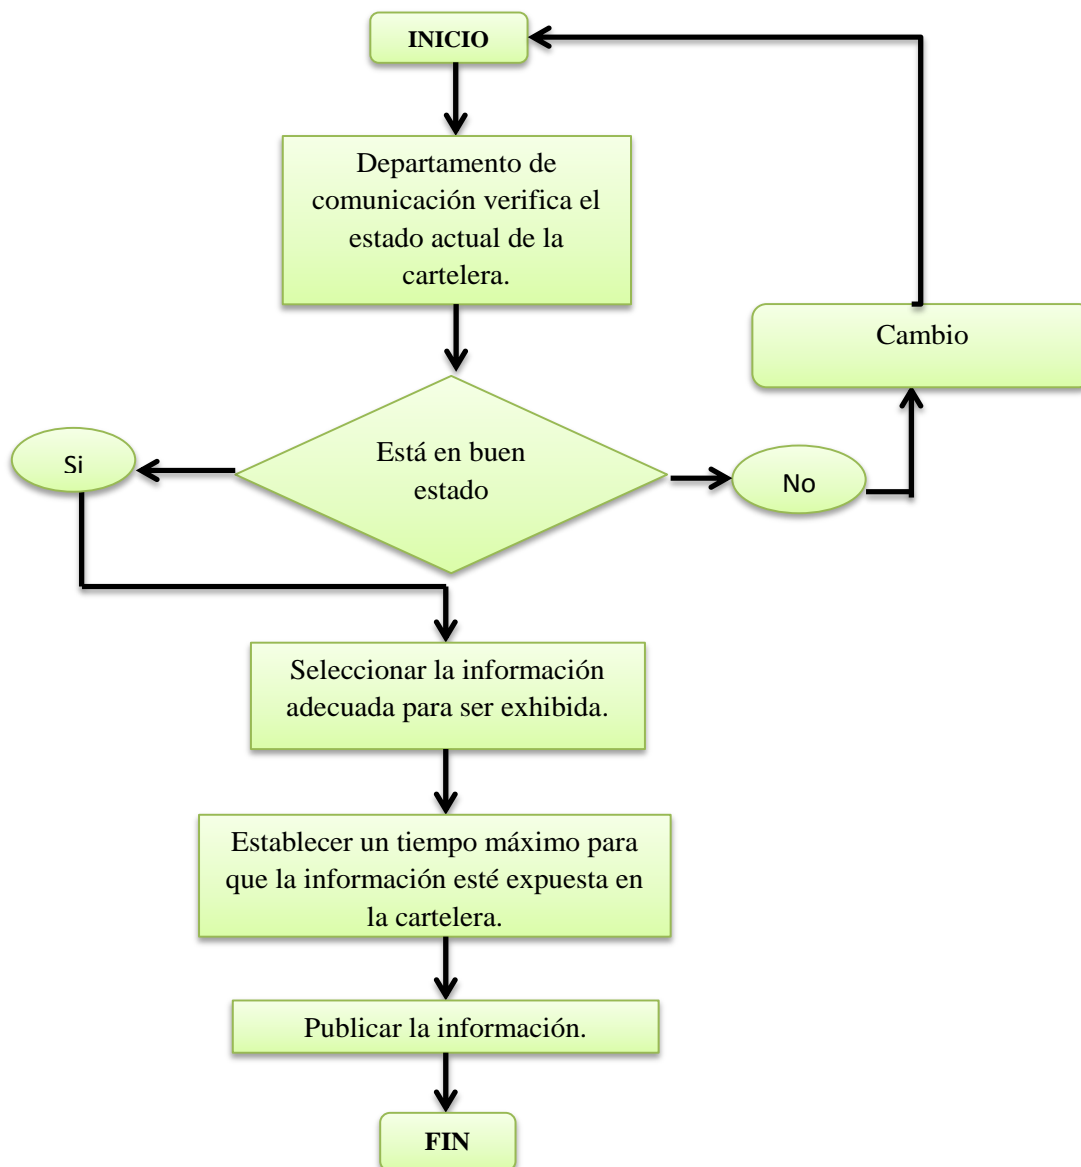 INICIO
Departamento de
comunicación verifica el
estado actual de la
cartelera.
Cambio
Está en buen
estado
Si
No
Seleccionar la información
adecuada para ser exhibida.
Establecer un tiempo máximo para
que la información esté expuesta en
la cartelera.
Publicar la información.
FIN